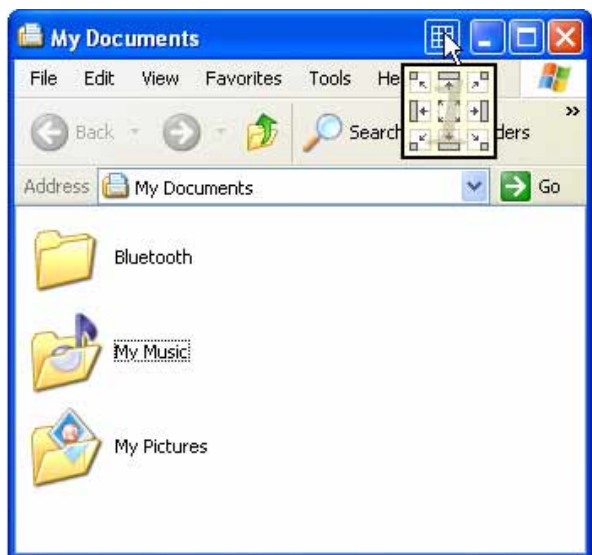 My Documents
File Edit View Favorites Tools He
Back Search ders
Address My Documents Go
Bluetooth
My Music
My Pictures